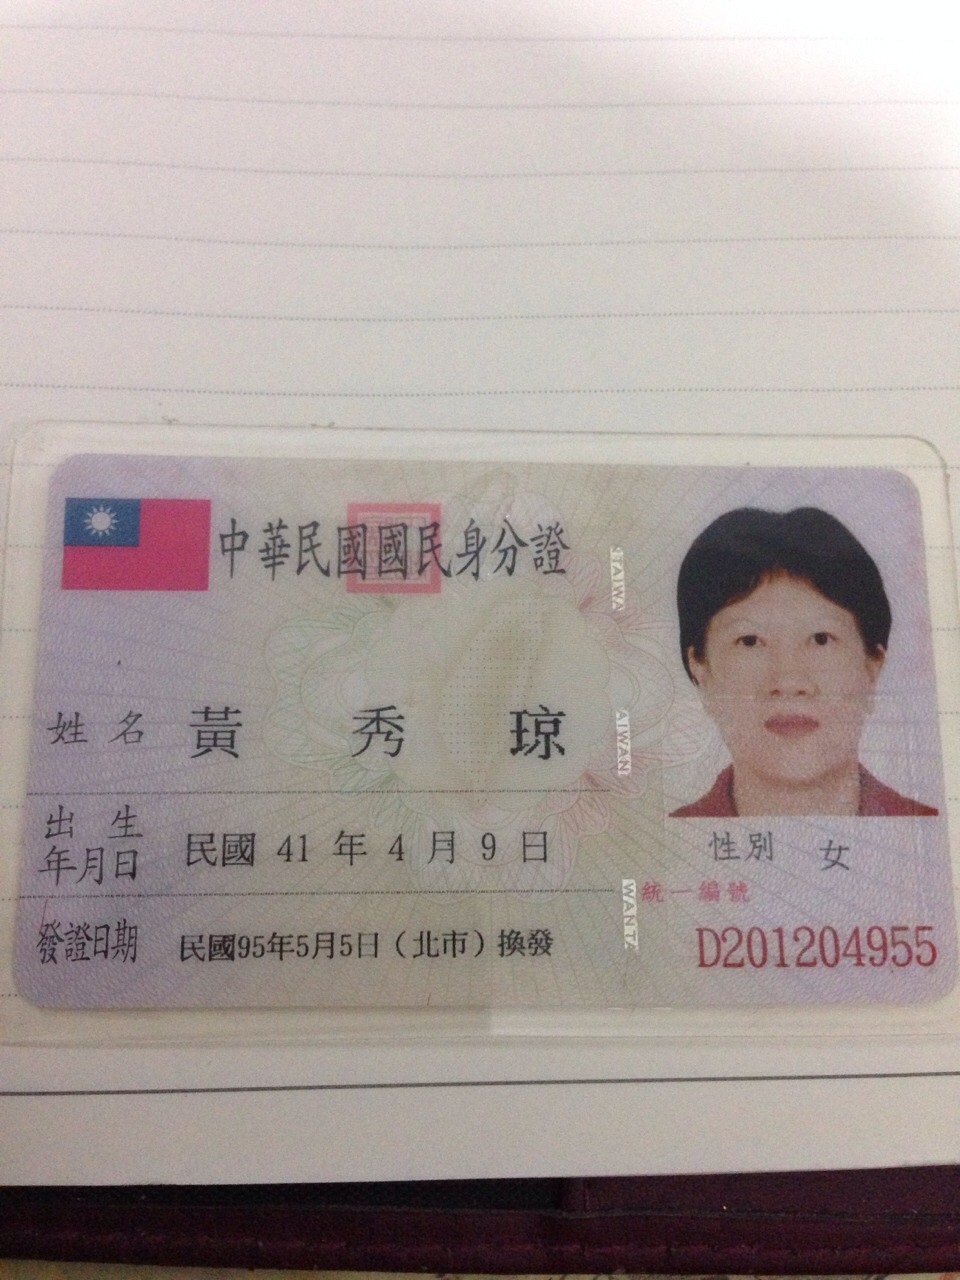 中華民國國民身分證
姓名 黃秀琼
出生年月日 民國 41 年 4 月 9 日
性別 女
發證日期 民國95年5月5日（北市）換發
統一編號
D201204955
TAIWA
AIWAN
WANTA